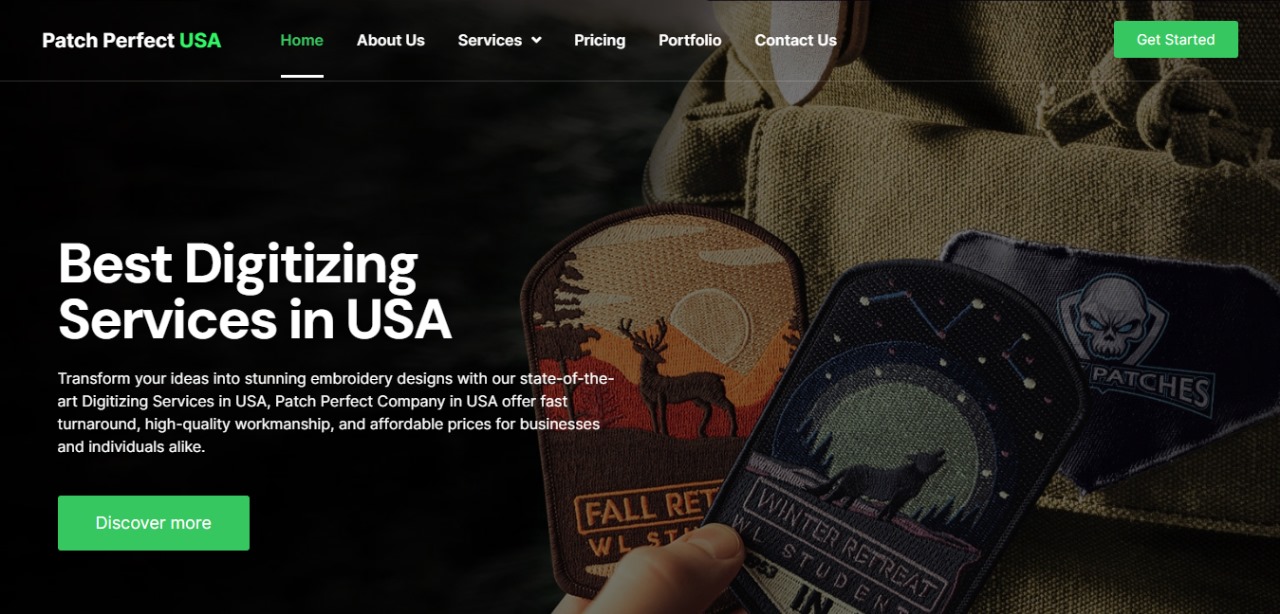 Patch Perfect USA
Home
About Us
Services
Pricing
Portfolio
Contact Us
Get Started
Best Digitizing
Services in USA
Transform your ideas into stunning embroidery designs with our state-of-the-
art Digitizing Services in USA, Patch Perfect Company in USA offer fast
turnaround, high-quality workmanship, and affordable prices for businesses
and individuals alike.
Discover more
PATCHES
FALL
WL
WINTER RETREAT
WL STUDENT
IN